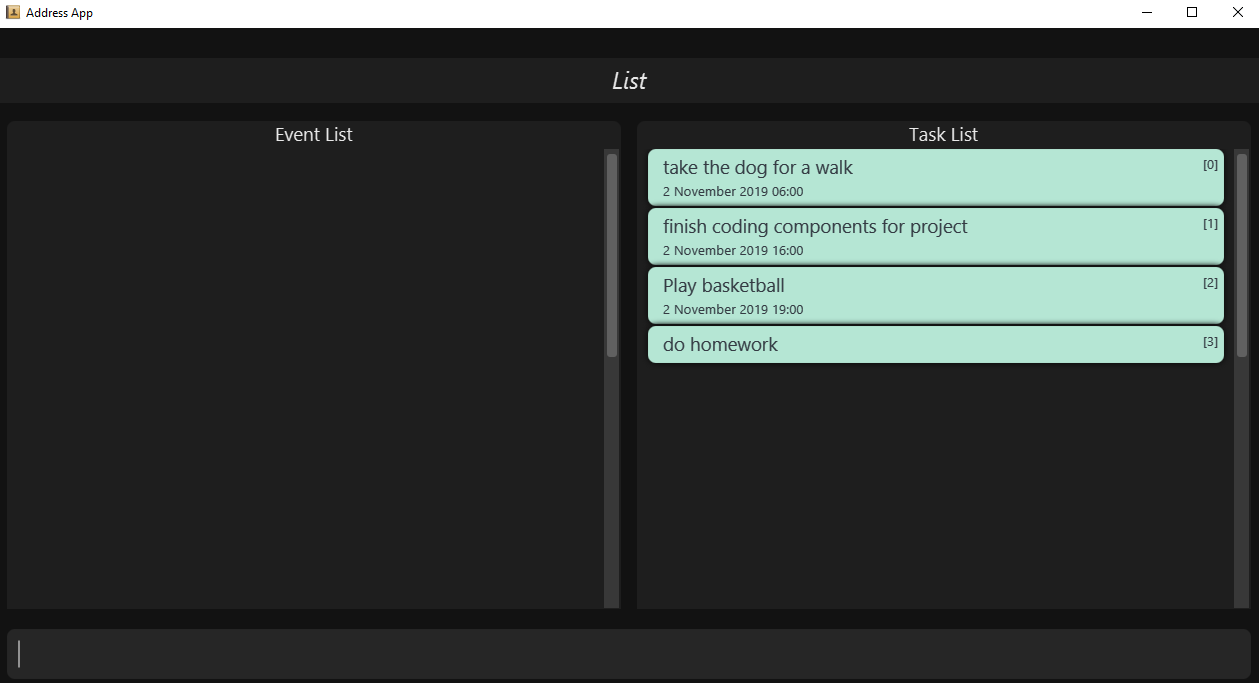 Address App
List
Event List
Task List
take the dog for a walk
[0]
2 November 2019 06:00
finish coding components for project
[1]
2 November 2019 16:00
Play basketball
[2]
2 November 2019 19:00
do homework
[3]